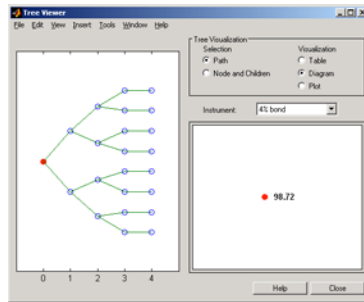 Tree Viewer
File Edit View Insert Tools Window Help
Tree Visualization
Selection
Visualization
Path
Table
Node and Children
Diagram
Plot
Instrument:
4% bond
98.72
0 1 2 3 4
Help
Close